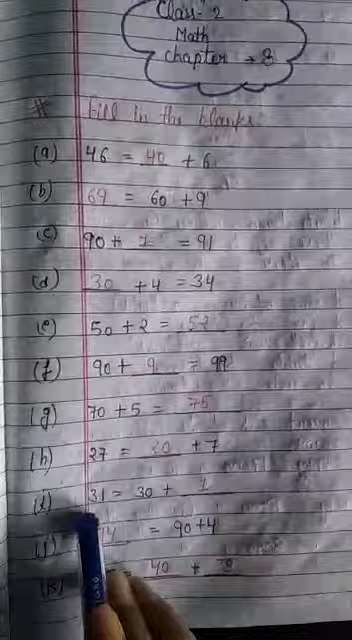 Class- 2
Math
Chapter → 8
* Fill in the blanks
(a) 46 = 40 + 6
(b) 69 = 60 + 9
(c) 90 + 1 = 91
(d) 30 + 4 = 34
(e) 50 + 2 = 52
(f) 90 + 9 = 99
(g) 70 + 5 = 75
(h) 27 = 20 + 7
(i) 31 = 30 + 1
(j) 94 = 90+4
(k) = 40 + 8